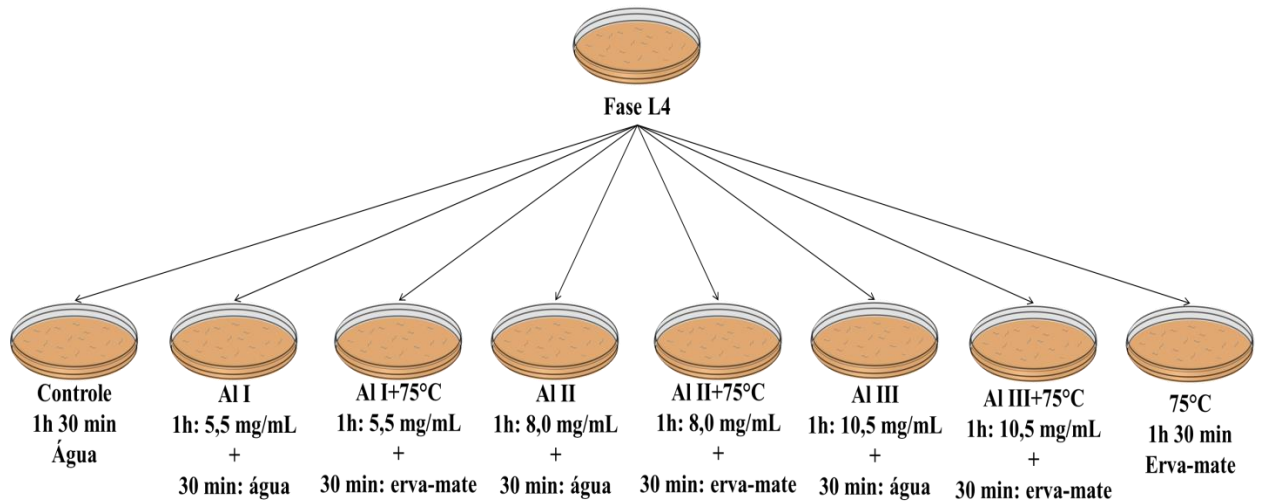 Fase L4
Controle
1h 30 min
Água
Al I
1h: 5,5 mg/mL
+
30 min: água
Al I+75°C
1h: 5,5 mg/mL
+
30 min: erva-mate
Al II
1h: 8,0 mg/mL
+
30 min: água
Al II+75°C
1h: 8,0 mg/mL
+
30 min: erva-mate
Al III
1h: 10,5 mg/mL
+
30 min: água
Al III+75°C
1h: 10,5 mg/mL
+
30 min: erva-mate
75°C
1h 30 min
Erva-mate